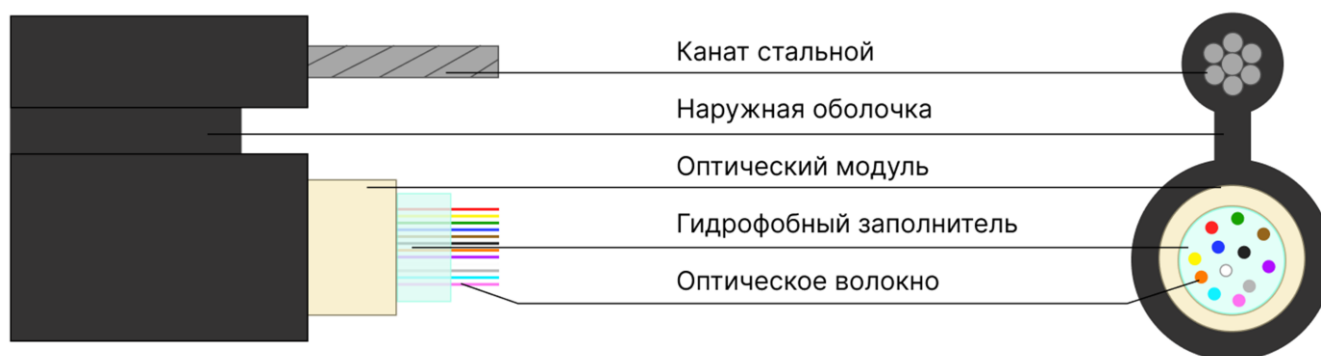 Канат стальной
Наружная оболочка
Оптический модуль
Гидрофобный заполнитель
Оптическое волокно